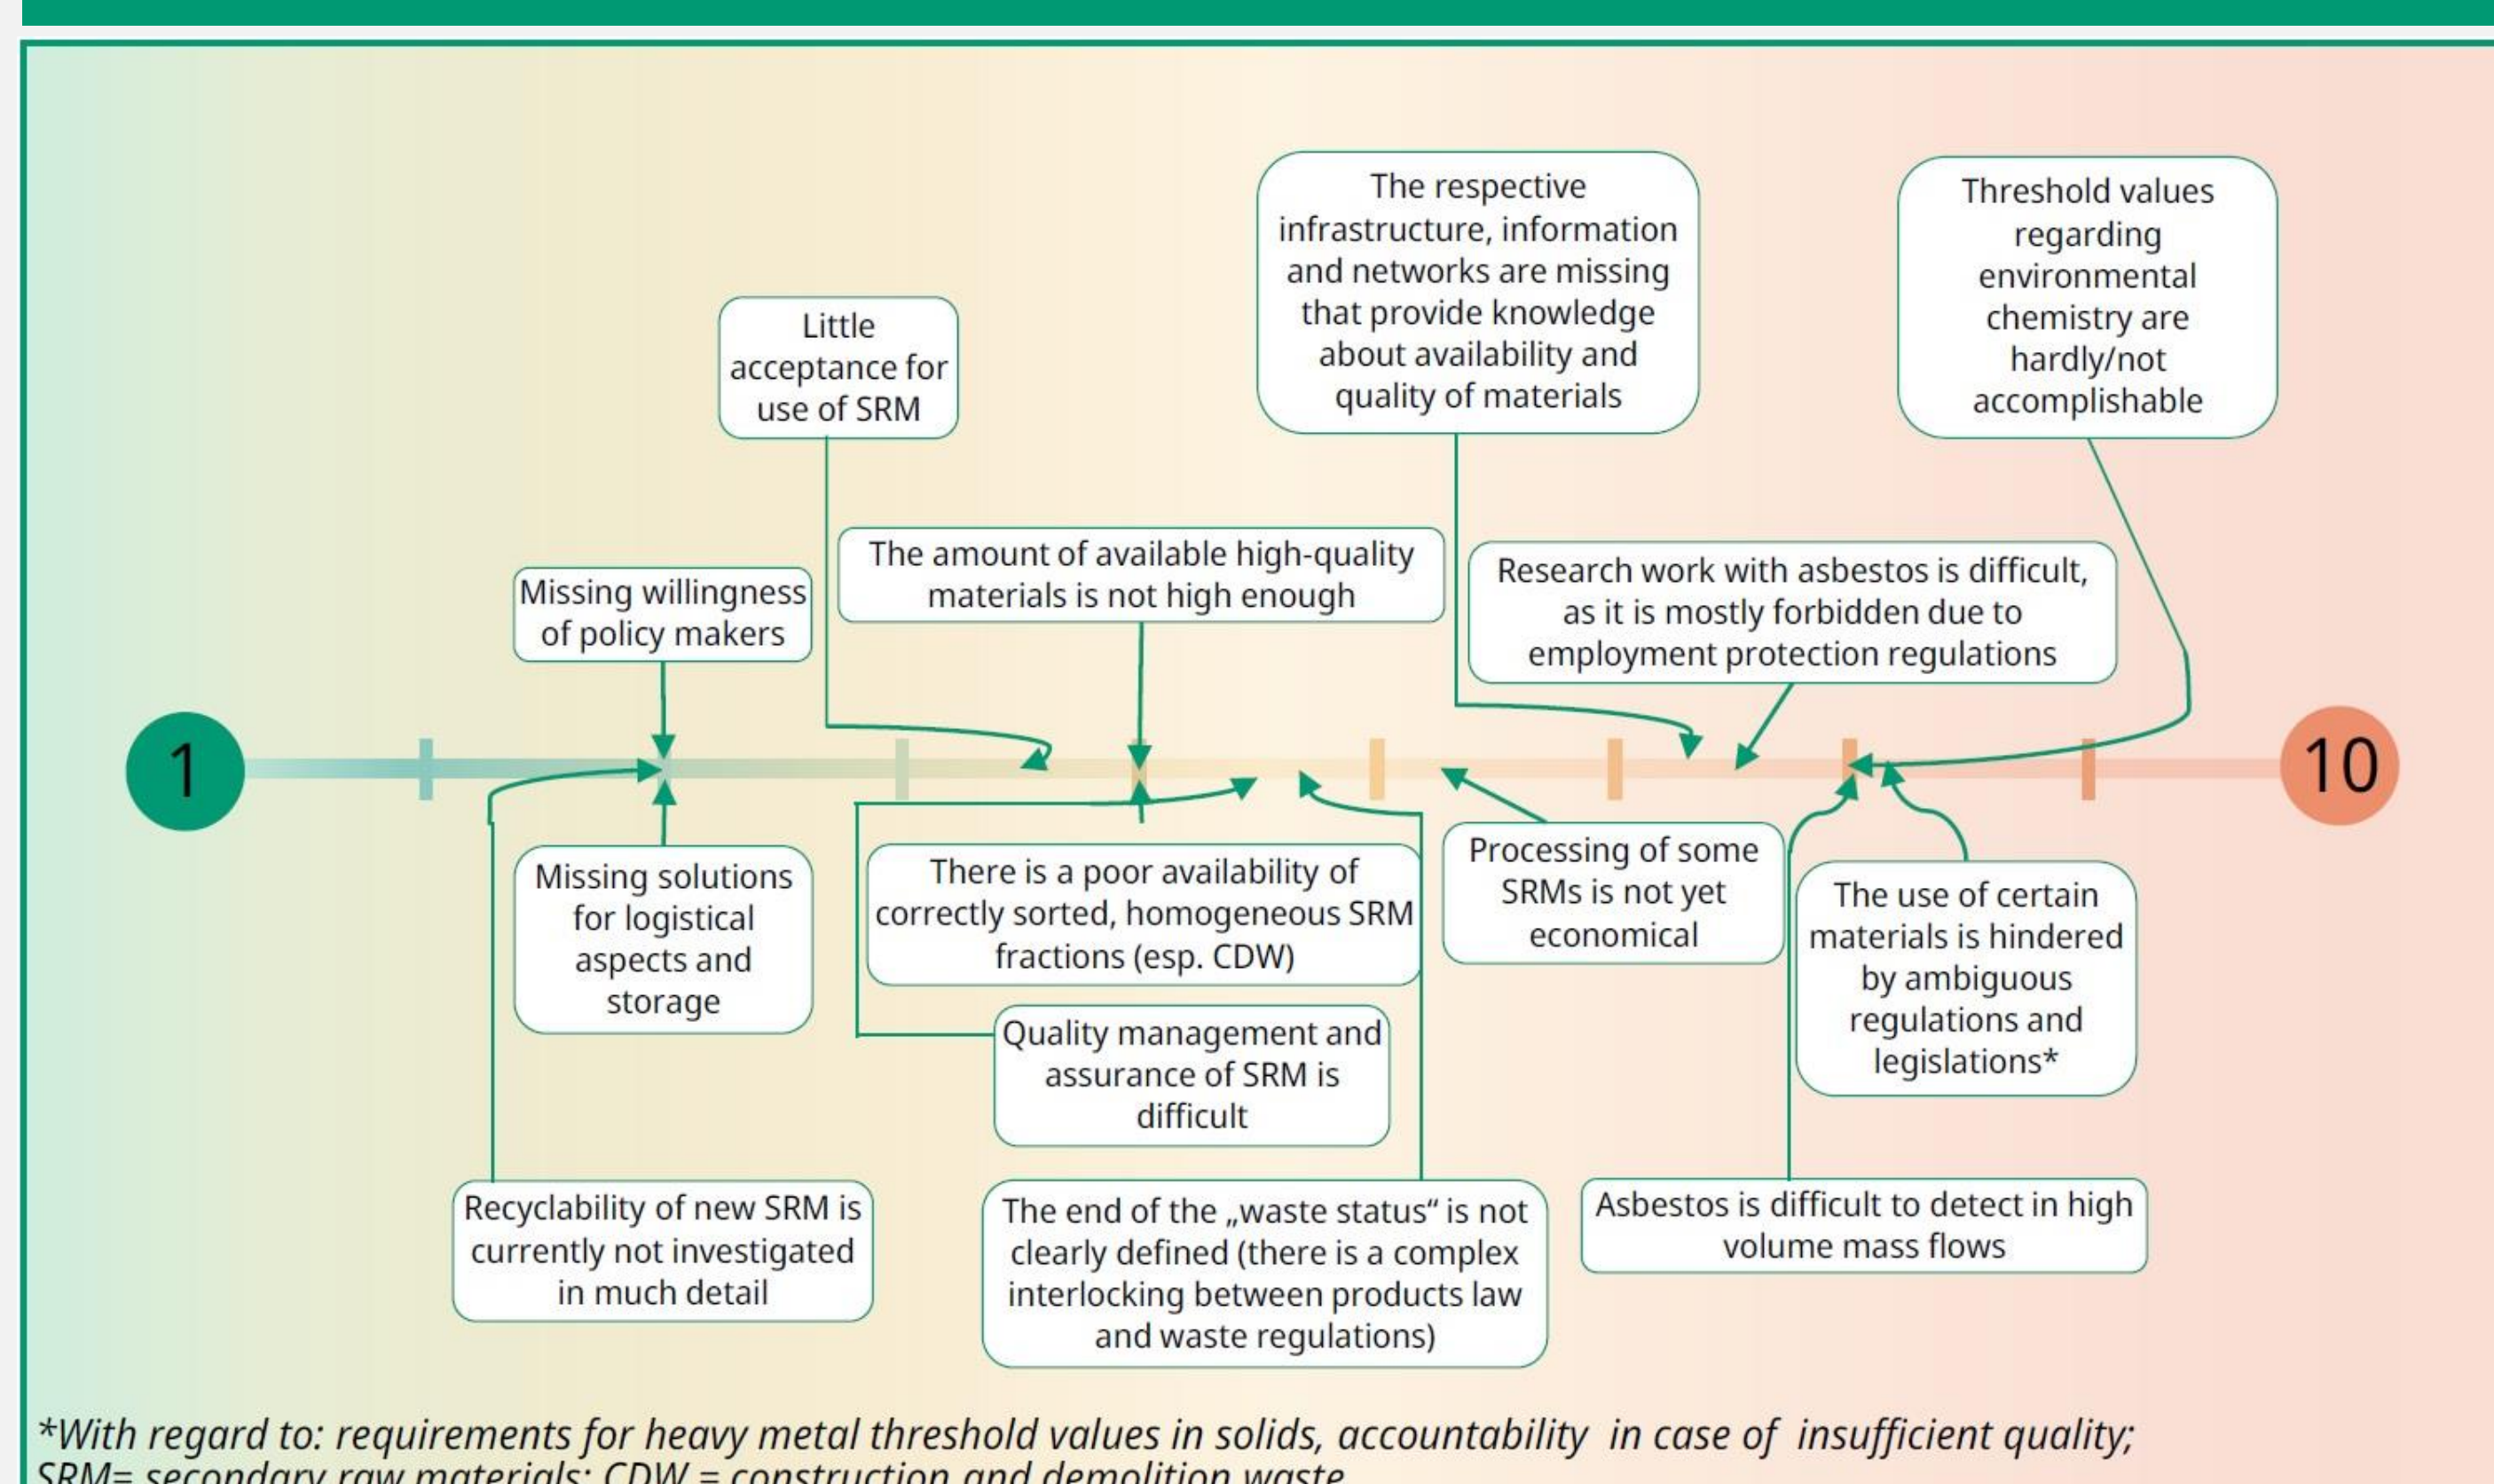 The respective
infrastructure, information
and networks are missing
that provide knowledge
about availability and
quality of materials
Threshold values
regarding
environmental
chemistry are
hardly/not
accomplishable
Little
acceptance for
use of SRM
The amount of available high-quality
materials is not high enough
Research work with asbestos is difficult,
as it is mostly forbidden due to
employment protection regulations
Missing willingness
of policy makers
1
10
Missing solutions
for logistical
aspects and
storage
There is a poor availability of
correctly sorted, homogeneous SRM
fractions (esp. CDW)
Processing of some
SRMs is not yet
economical
The use of certain
materials is hindered
by ambiguous
regulations and
legislations*
Quality management and
assurance of SRM is
difficult
Recyclability of new SRM is
currently not investigated
in much detail
The end of the „waste status“ is not
clearly defined (there is a complex
interlocking between products law
and waste regulations)
Asbestos is difficult to detect in high
volume mass flows
*With regard to: requirements for heavy metal threshold values in solids, accountability in case of insufficient quality;
SRM= secondary raw materials; CDW = construction and demolition waste